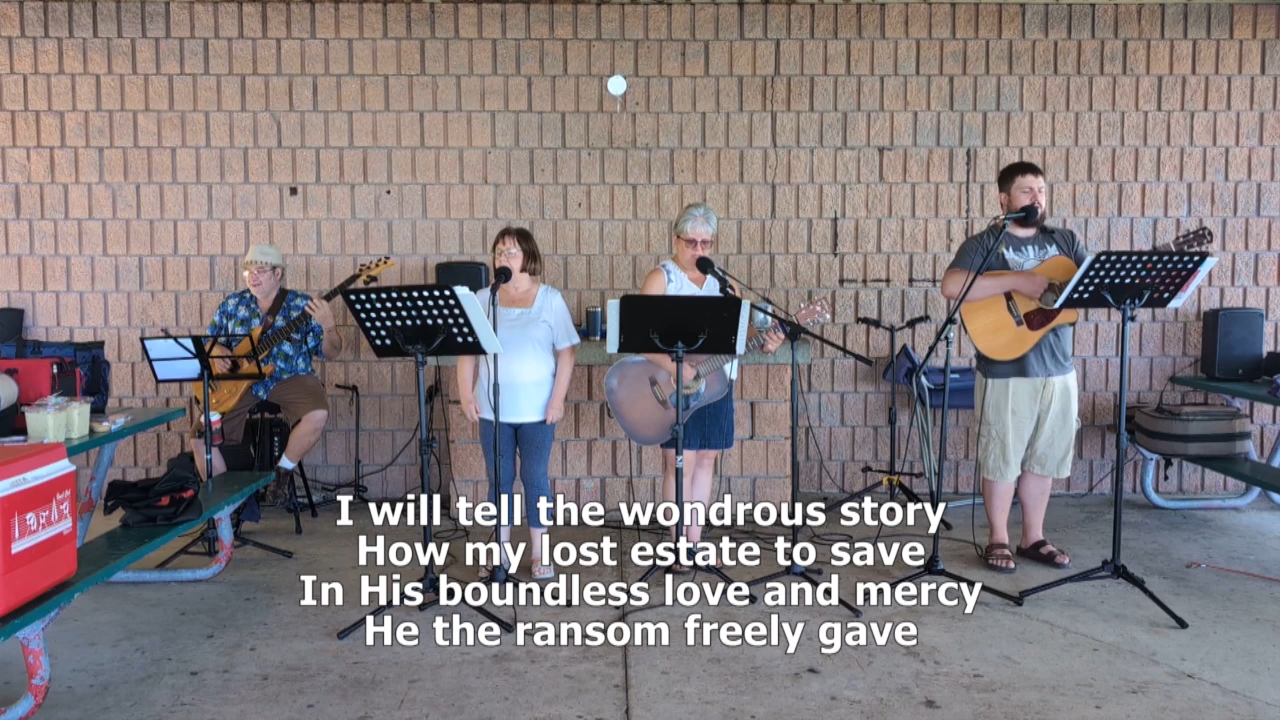 I will tell the wondrous story
How my lost estate to save
In His boundless love and mercy
He the ransom freely gave